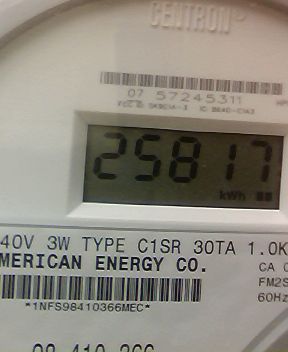 CENTRON®
07 57245311
25817
kWh
40V 3W TYPE C1SR 30TA 1.0K
MERICAN ENERGY CO.
CA 0
FM2S
60Hz
*1NFS98410366MEC*